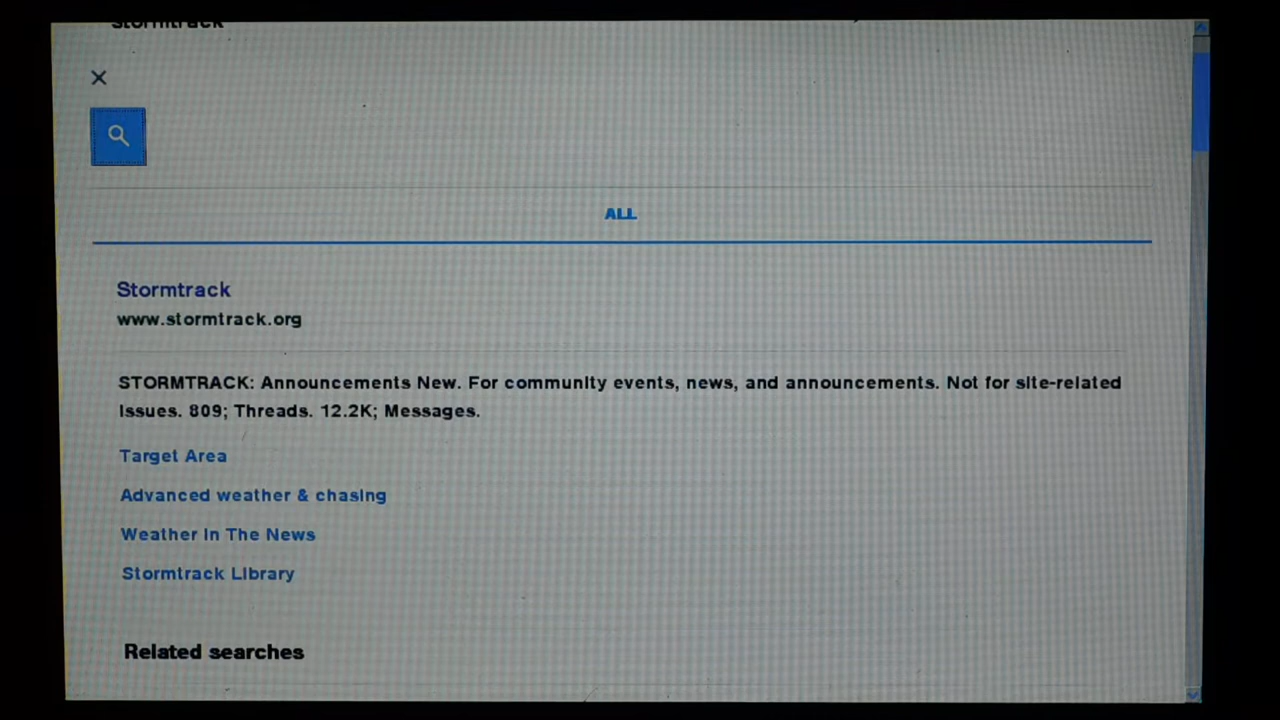 Stormtrack
ALL
Stormtrack
www.stormtrack.org
STORMTRACK: Announcements New. For community events, news, and announcements. Not for site-related
issues. 809; Threads. 12.2K; Messages.
Target Area
Advanced weather & chasing
Weather In The News
Stormtrack Library
Related searches